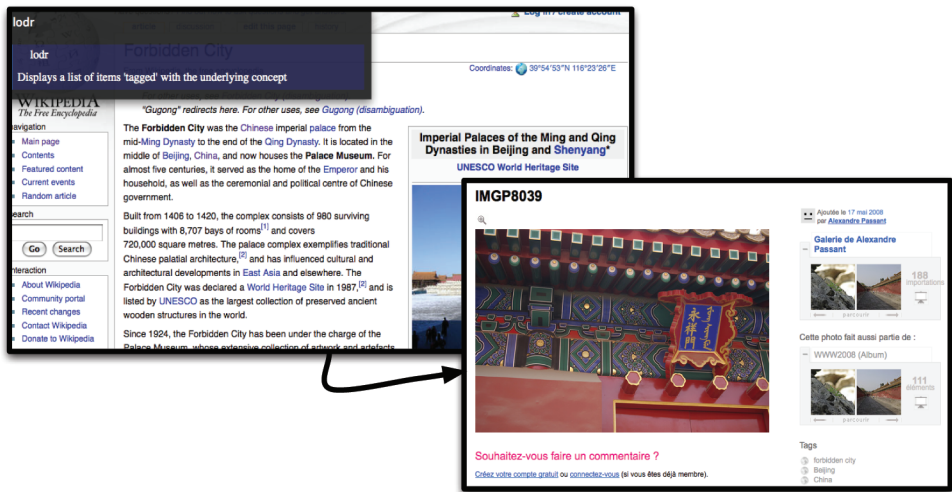 lodr
lodr
Displays a list of items 'tagged' with the underlying concept
Log in / create account
Forbidden City
Coordinates: 39°54′53″N 116°23′26″E
"Gugong" redirects here. For other uses, see Gugong (disambiguation).
WIKIPEDIA
The Free Encyclopedia
navigation
Main page
Contents
Featured content
Current events
Random article
search
Go Search
interaction
About Wikipedia
Community portal
Recent changes
Contact Wikipedia
Donate to Wikipedia
The Forbidden City was the Chinese imperial palace from the
mid-Ming Dynasty to the end of the Qing Dynasty. It is located in the
middle of Beijing, China, and now houses the Palace Museum. For
almost five centuries, it served as the home of the Emperor and his
household, as well as the ceremonial and political centre of Chinese
government.
Built from 1406 to 1420, the complex consists of 980 surviving
buildings with 8,707 bays of rooms[1] and covers
720,000 square metres. The palace complex exemplifies traditional
Chinese palatial architecture,[2] and has influenced cultural and
architectural developments in East Asia and elsewhere. The
Forbidden City was declared a World Heritage Site in 1987,[2] and is
listed by UNESCO as the largest collection of preserved ancient
wooden structures in the world.
Since 1924, the Forbidden City has been under the charge of the
Palace Museum, whose extensive collection of artwork and artefacts
Imperial Palaces of the Ming and Qing
Dynasties in Beijing and Shenyang*
UNESCO World Heritage Site
IMGP8039
永祥門
Souhaitez-vous faire un commentaire ?
Créez votre compte gratuit ou connectez-vous (si vous êtes déjà membre).
Ajoutée le 17 mai 2008
par Alexandre Passant
Galerie de Alexandre
Passant
188
importations
parcourir
Cette photo fait aussi partie de :
WWW2008 (Album)
111
éléments
parcourir
Tags
forbidden city
Beijing
China